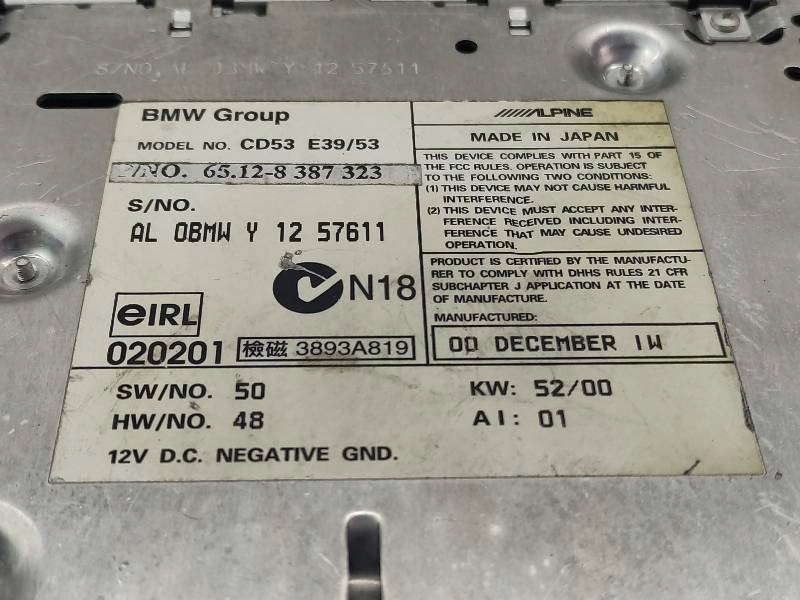 S/NO. AL 0BMW Y 12 57611
BMW Group
MODEL NO. CD53 E39/53
P/NO. 65.12-8 387 323
S/NO.
AL 0BMW Y 12 57611
N18
eIRL
020201 檢磁 3893A819
ALPINE
MADE IN JAPAN
THIS DEVICE COMPLIES WITH PART 15 OF
THE FCC RULES. OPERATION IS SUBJECT
TO THE FOLLOWING TWO CONDITIONS:
(1) THIS DEVICE MAY NOT CAUSE HARMFUL
INTERFERENCE.
(2) THIS DEVICE MUST ACCEPT ANY INTER-
FERENCE RECEIVED INCLUDING INTER-
FERENCE THAT MAY CAUSE UNDESIRED
OPERATION.
PRODUCT IS CERTIFIED BY THE MANUFACTU-
RER TO COMPLY WITH DHHS RULES 21 CFR
SUBCHAPTER J APPLICATION AT THE DATE
OF MANUFACTURE.
MANUFACTURED:
00 DECEMBER 1W
SW/NO. 50
KW: 52/00
HW/NO. 48
AI: 01
12V D.C. NEGATIVE GND.